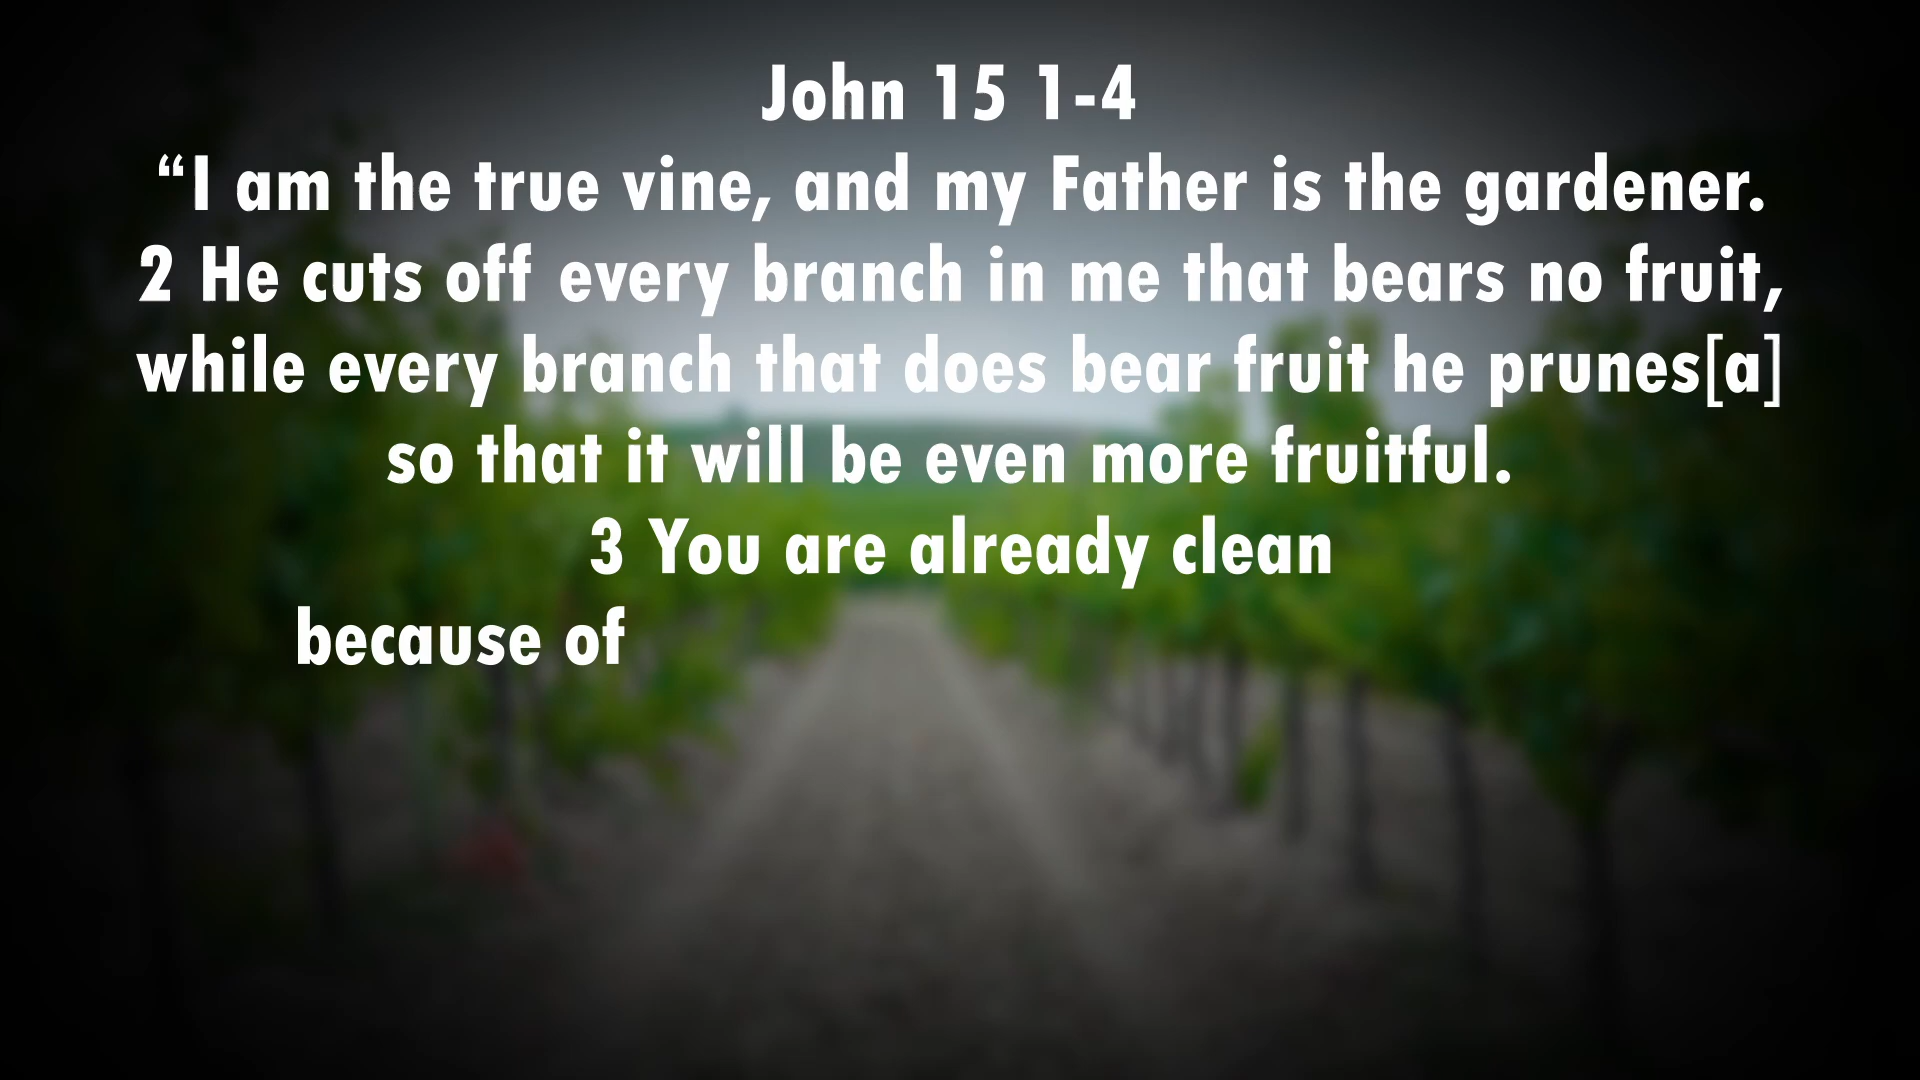 John 15 1-4
“I am the true vine, and my Father is the gardener.
2 He cuts off every branch in me that bears no fruit,
while every branch that does bear fruit he prunes[a]
so that it will be even more fruitful.
3 You are already clean
because of